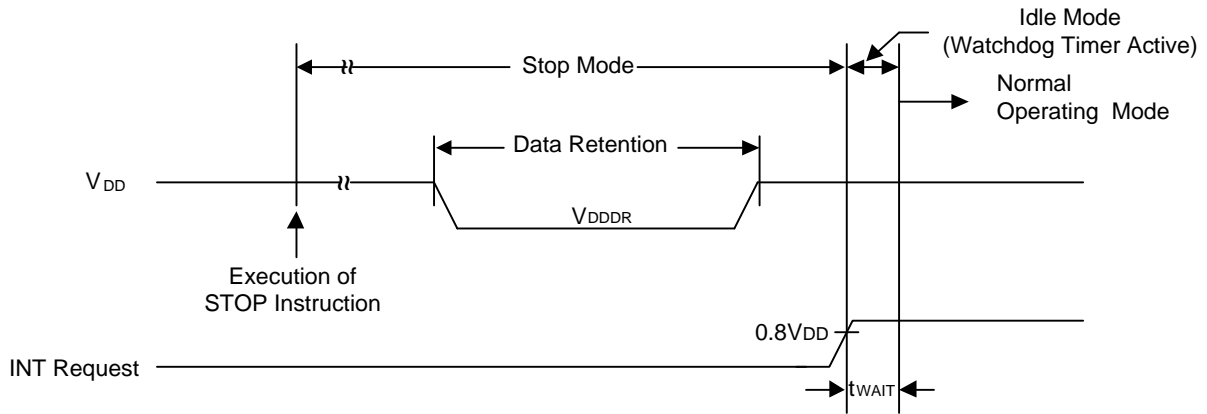 Idle Mode
(Watchdog Timer Active)
Stop Mode
Normal
Operating Mode
Data Retention
VDD
VDDDR
Execution of
STOP Instruction
0.8VDD
INT Request
tWAIT